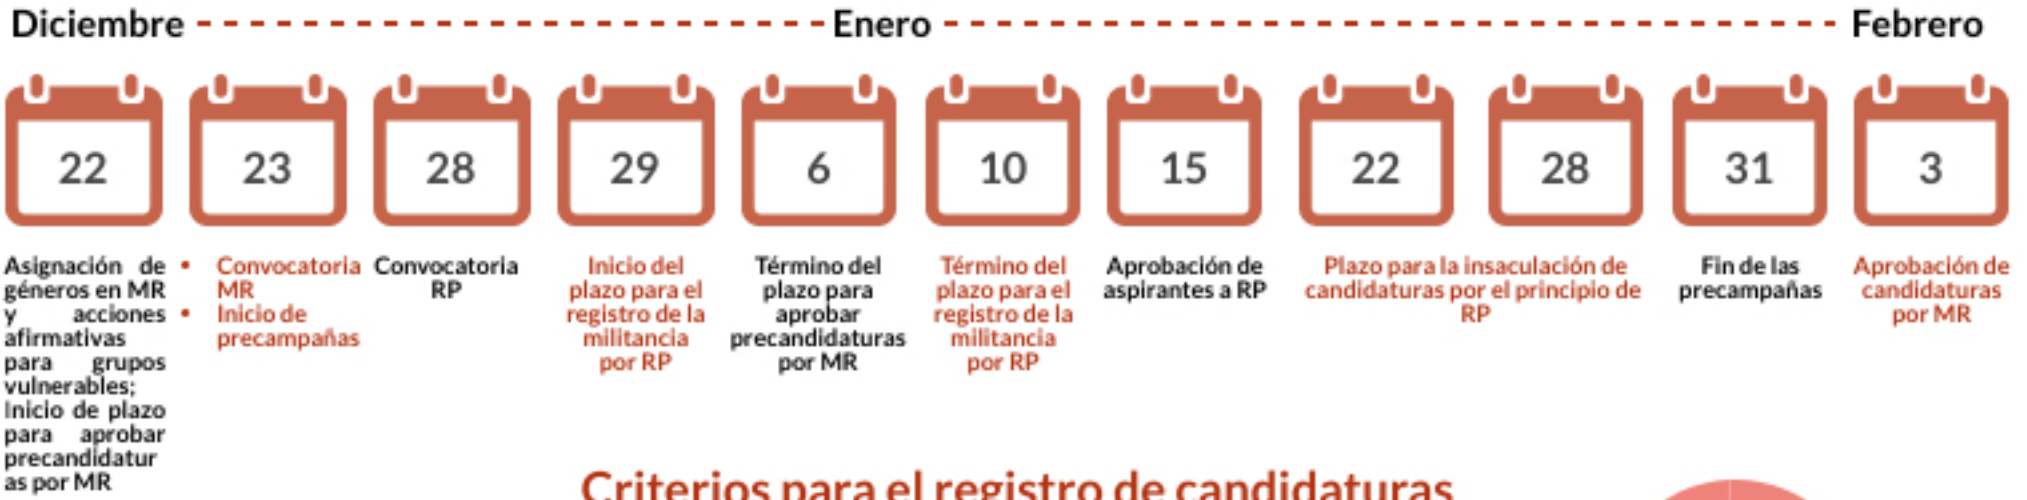 Diciembre Enero Febrero
22 23 28 29 6 10 15 22 28 31 3
Asignación de
géneros en MR
y acciones
afirmativas
para grupos
vulnerables;
Inicio de plazo
para aprobar
precandidatur
as por MR
• Convocatoria
MR
• Inicio de
precampañas
Convocatoria
RP
Inicio del
plazo para el
registro de la
militancia
por RP
Término del
plazo para
aprobar
precandidaturas
por MR
Término del
plazo para el
registro de la
militancia
por RP
Aprobación de
aspirantes a RP
Plazo para la insaculación de
candidaturas por el principio de
RP
Fin de las
precampañas
Aprobación de
candidaturas
por MR
Criterios para el registro de candidaturas